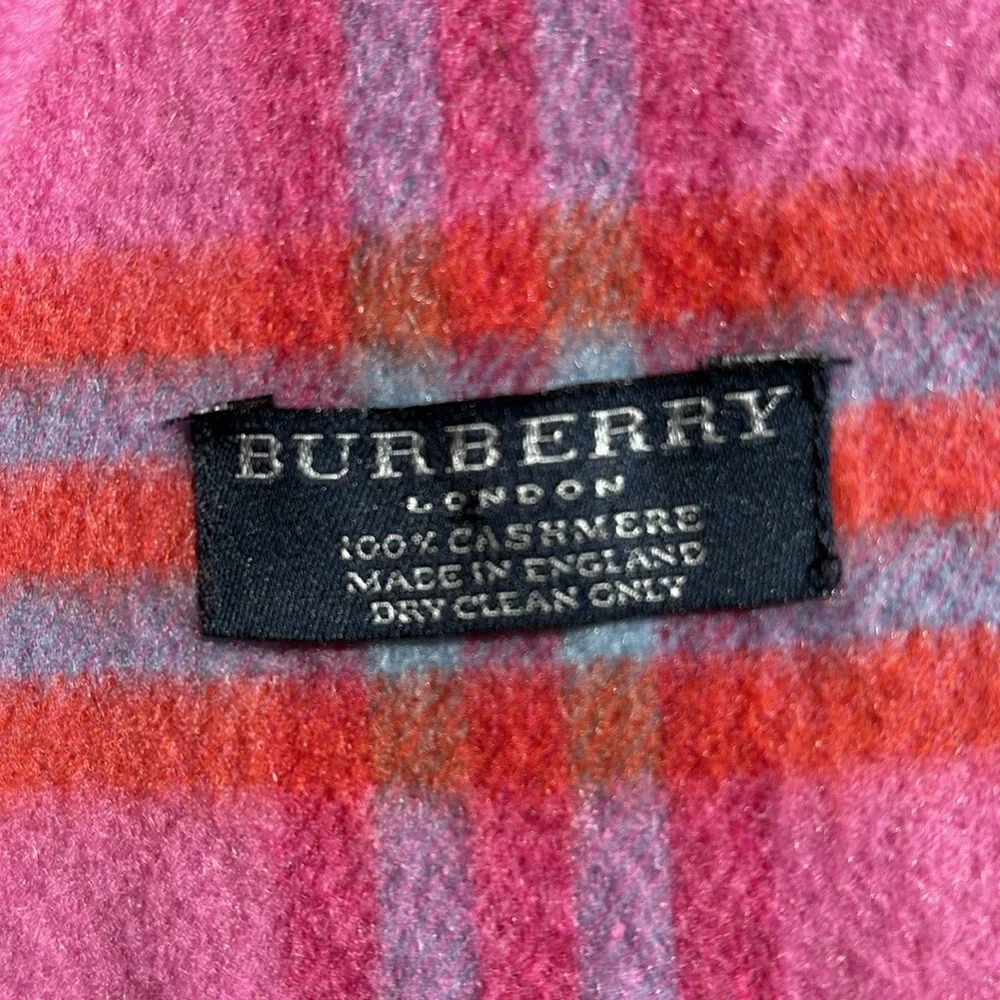 BURBERRY
LONDON
100% CASHMERE
MADE IN ENGLAND
DRY CLEAN ONLY